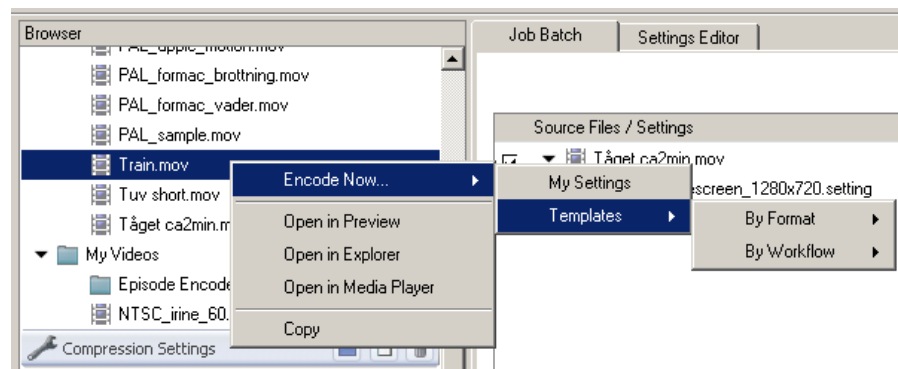 Browser
Job Batch
Settings Editor
PAL_formac_brottning.mov
PAL_formac_vader.mov
PAL_sample.mov
Train.mov
Tuv short.mov
Tåget ca2min.m
My Videos
Episode Encode
NTSC_irine_60.
Compression Settings
Encode Now...
Open in Preview
Open in Explorer
Open in Media Player
Copy
Source Files / Settings
Tåget ca2min.mov
escreen_1280x720.setting
My Settings
Templates
By Format
By Workflow